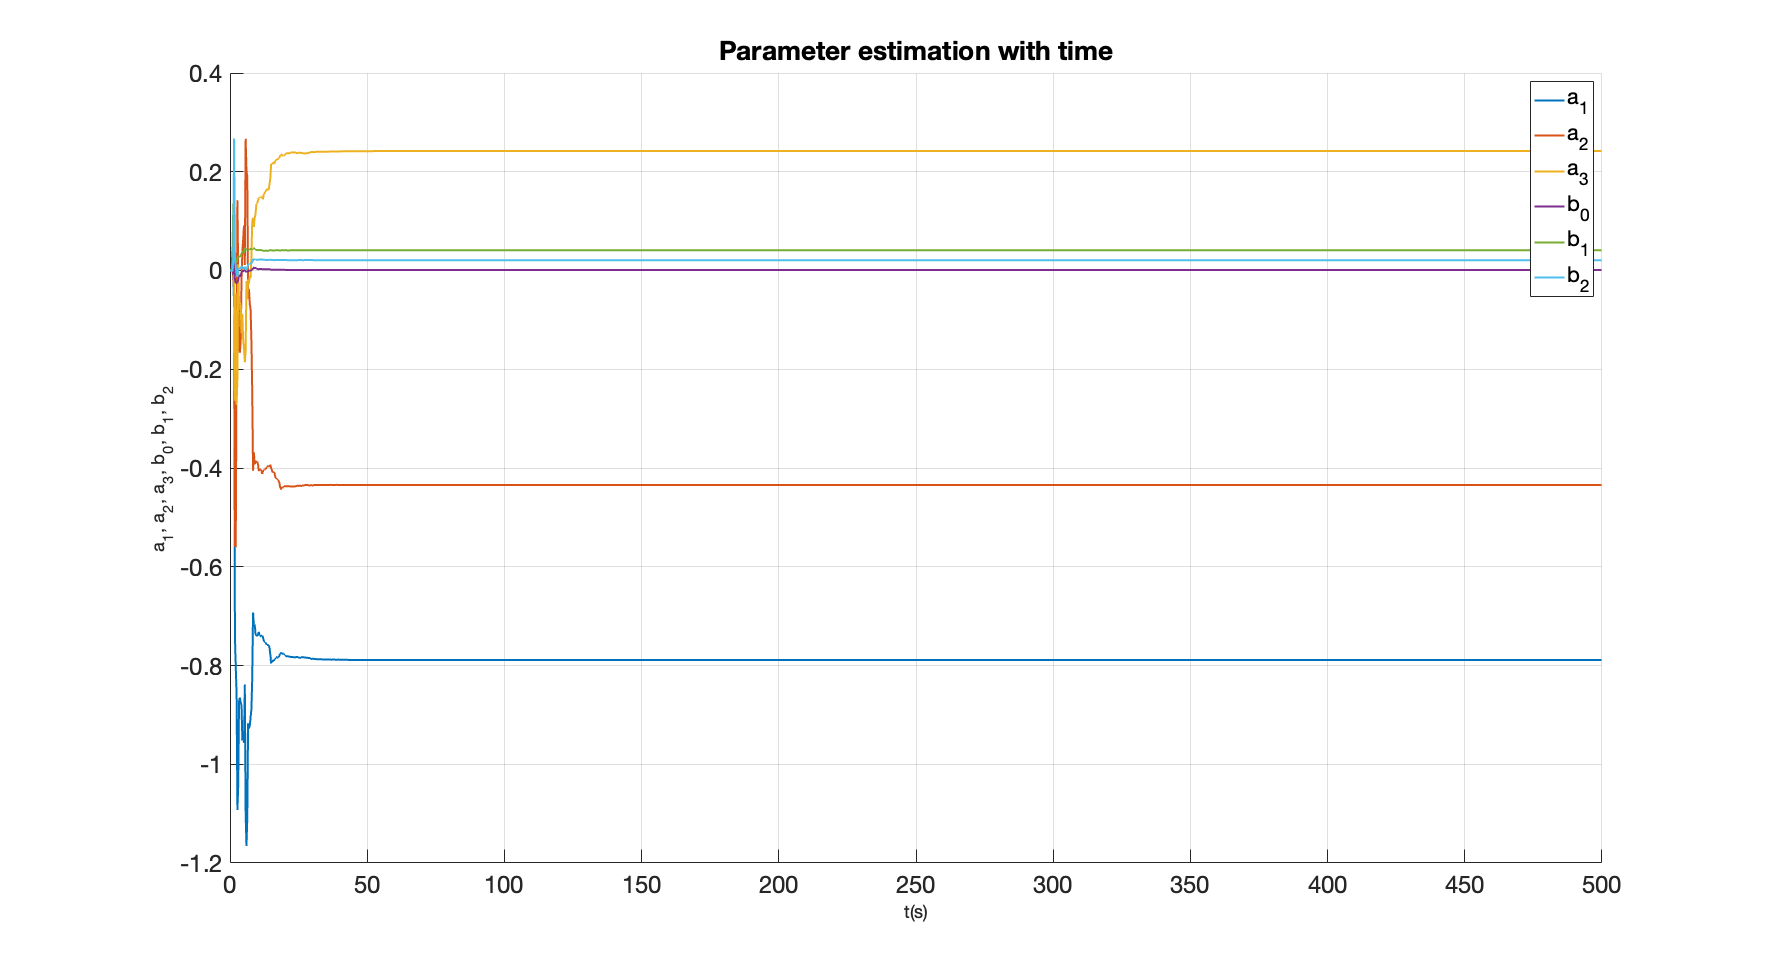 Parameter estimation with time
0.4
0.2
0
-0.2
-0.4
-0.6
-0.8
-1
-1.2
a₁, a₂, a₃, b₀, b₁, b₂
a₁
a₂
a₃
b₀
b₁
b₂
0 50 100 150 200 250 300 350 400 450 500
t(s)